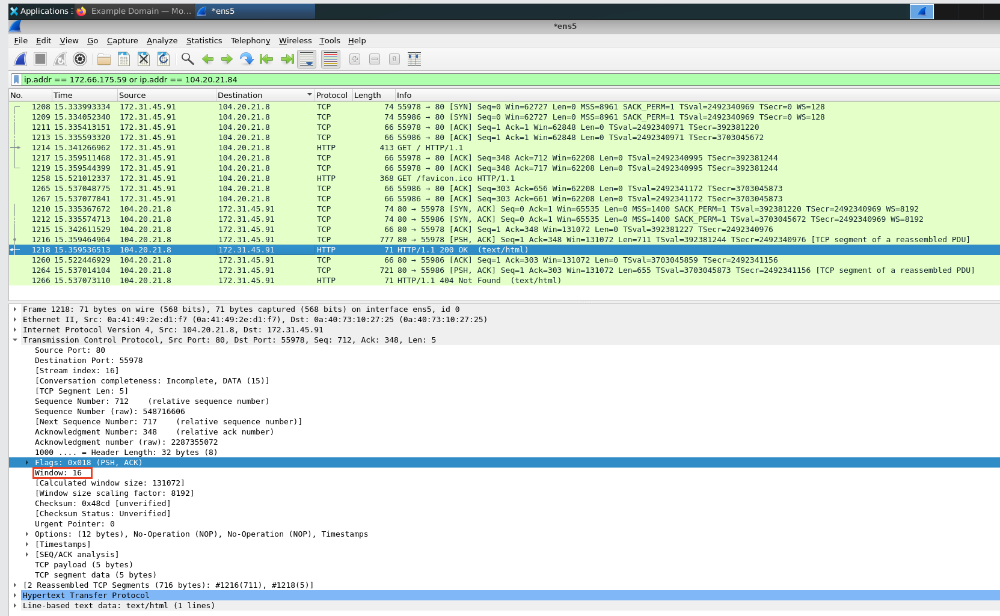 Applications
Example Domain — Mo...
*ens5
*ens5
File Edit View Go Capture Analyze Statistics Telephony Wireless Tools Help
ip.addr == 172.66.175.59 or ip.addr == 104.20.21.84
No. Time Source Destination Protocol Length Info
1208 15.333993334 172.31.45.91 104.20.21.8 TCP 74 55978 → 80 [SYN] Seq=0 Win=62727 Len=0 MSS=8961 SACK_PERM=1 TSval=2492340969 TSecr=0 WS=128
1209 15.334052340 172.31.45.91 104.20.21.8 TCP 74 55986 → 80 [SYN] Seq=0 Win=62727 Len=0 MSS=8961 SACK_PERM=1 TSval=2492340969 TSecr=0 WS=128
1211 15.335413151 172.31.45.91 104.20.21.8 TCP 66 55978 → 80 [ACK] Seq=1 Ack=1 Win=62848 Len=0 TSval=2492340971 TSecr=392381220
1213 15.335593320 172.31.45.91 104.20.21.8 TCP 66 55986 → 80 [ACK] Seq=1 Ack=1 Win=62848 Len=0 TSval=2492340971 TSecr=3703045672
1214 15.341266962 172.31.45.91 104.20.21.8 HTTP 413 GET / HTTP/1.1
1217 15.359511468 172.31.45.91 104.20.21.8 TCP 66 55978 → 80 [ACK] Seq=348 Ack=712 Win=62208 Len=0 TSval=2492340995 TSecr=392381244
1219 15.359544399 172.31.45.91 104.20.21.8 TCP 66 55978 → 80 [ACK] Seq=348 Ack=717 Win=62208 Len=0 TSval=2492340995 TSecr=392381244
1258 15.521012337 172.31.45.91 104.20.21.8 HTTP 368 GET /favicon.ico HTTP/1.1
1265 15.537048775 172.31.45.91 104.20.21.8 TCP 66 55986 → 80 [ACK] Seq=303 Ack=656 Win=62208 Len=0 TSval=2492341172 TSecr=3703045873
1267 15.537077841 172.31.45.91 104.20.21.8 TCP 66 55986 → 80 [ACK] Seq=303 Ack=661 Win=62208 Len=0 TSval=2492341172 TSecr=3703045873
1210 15.335367672 104.20.21.8 172.31.45.91 TCP 74 80 → 55978 [SYN, ACK] Seq=0 Ack=1 Win=65535 Len=0 MSS=1400 SACK_PERM=1 TSval=392381220 TSecr=2492340969 WS=8192
1212 15.335574713 104.20.21.8 172.31.45.91 TCP 74 80 → 55986 [SYN, ACK] Seq=0 Ack=1 Win=65535 Len=0 MSS=1400 SACK_PERM=1 TSval=3703045672 TSecr=2492340969 WS=8192
1215 15.342611529 104.20.21.8 172.31.45.91 TCP 66 80 → 55978 [ACK] Seq=1 Ack=348 Win=131072 Len=0 TSval=392381227 TSecr=2492340976
1216 15.359464964 104.20.21.8 172.31.45.91 TCP 777 80 → 55978 [PSH, ACK] Seq=1 Ack=348 Win=131072 Len=711 TSval=392381244 TSecr=2492340976 [TCP segment of a reassembled PDU]
1218 15.359536513 104.20.21.8 172.31.45.91 HTTP 71 HTTP/1.1 200 OK (text/html)
1260 15.522446929 104.20.21.8 172.31.45.91 TCP 66 80 → 55986 [ACK] Seq=1 Ack=303 Win=131072 Len=0 TSval=3703045859 TSecr=2492341156
1264 15.537014104 104.20.21.8 172.31.45.91 TCP 721 80 → 55986 [PSH, ACK] Seq=1 Ack=303 Win=131072 Len=655 TSval=3703045873 TSecr=2492341156 [TCP segment of a reassembled PDU]
1266 15.537073110 104.20.21.8 172.31.45.91 HTTP 71 HTTP/1.1 404 Not Found (text/html)
Frame 1218: 71 bytes on wire (568 bits), 71 bytes captured (568 bits) on interface ens5, id 0
Ethernet II, Src: 0a:41:49:2e:d1:f7 (0a:41:49:2e:d1:f7), Dst: 0a:40:73:10:27:25 (0a:40:73:10:27:25)
Internet Protocol Version 4, Src: 104.20.21.8, Dst: 172.31.45.91
Transmission Control Protocol, Src Port: 80, Dst Port: 55978, Seq: 712, Ack: 348, Len: 5
Source Port: 80
Destination Port: 55978
[Stream index: 16]
[Conversation completeness: Incomplete, DATA (15)]
[TCP Segment Len: 5]
Sequence Number: 712 (relative sequence number)
Sequence Number (raw): 548716606
[Next Sequence Number: 717 (relative sequence number)]
Acknowledgment Number: 348 (relative ack number)
Acknowledgment number (raw): 2287355072
1000 .... = Header Length: 32 bytes (8)
Flags: 0x018 (PSH, ACK)
Window: 16
[Calculated window size: 131072]
[Window size scaling factor: 8192]
Checksum: 0x48cd [unverified]
[Checksum Status: Unverified]
Urgent Pointer: 0
Options: (12 bytes), No-Operation (NOP), No-Operation (NOP), Timestamps
[Timestamps]
[SEQ/ACK analysis]
TCP payload (5 bytes)
TCP segment data (5 bytes)
[2 Reassembled TCP Segments (716 bytes): #1216(711), #1218(5)]
Hypertext Transfer Protocol
Line-based text data: text/html (1 lines)